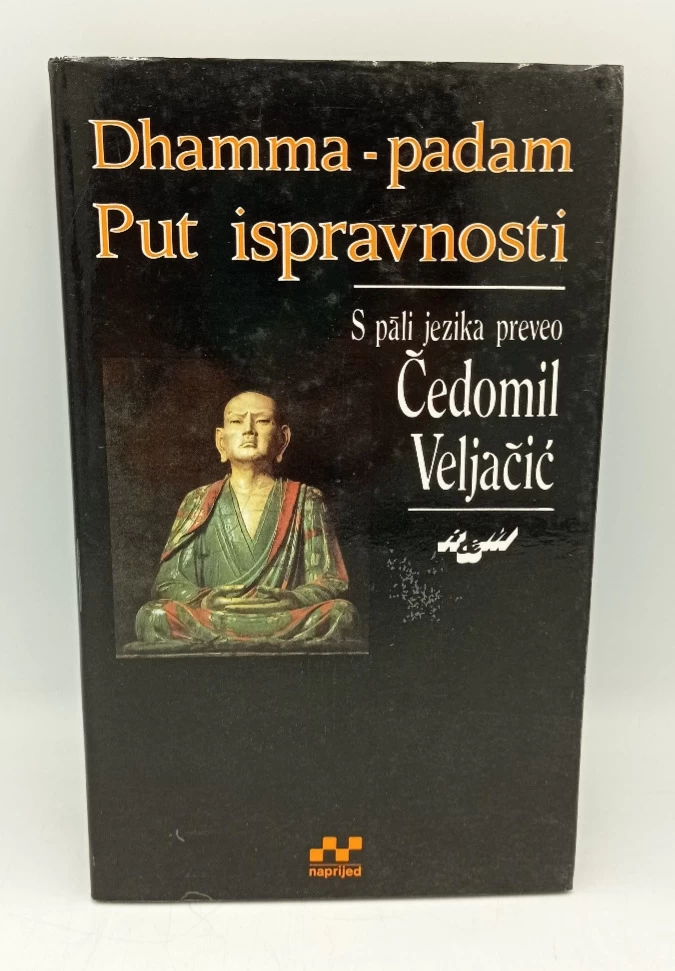 Dhamma - padam
Put ispravnosti
S pāli jezika preveo
Čedomil
Veljačić
naprijed